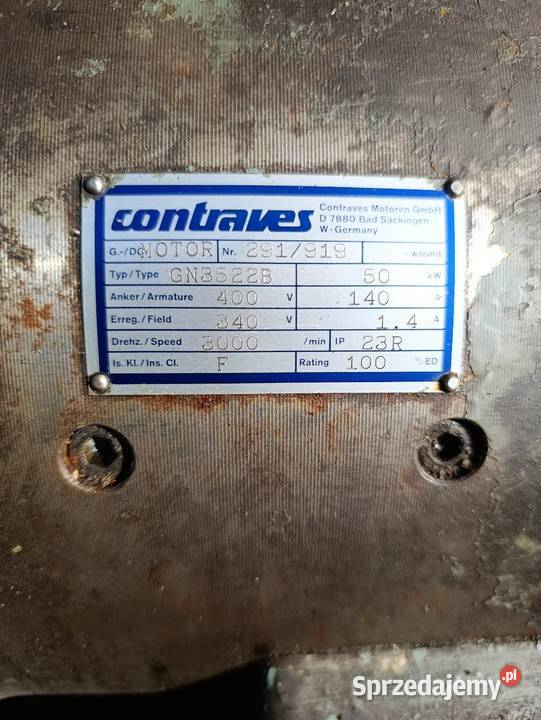 contraves
Contraves Motoren GmbH
D 7880 Bad Säckingen
W-Germany
G.-/DC MOTOR Nr. 291/919 - wound
Typ/Type GN3522B 50 kW
Anker/Armature 400 V 140 A
Erreg./Field 340 V 1.4 A
Drehz./Speed 3000 /min IP 23R
Is. Kl./Ins. Cl. F Rating 100 % ED
Sprzedajemy.pl